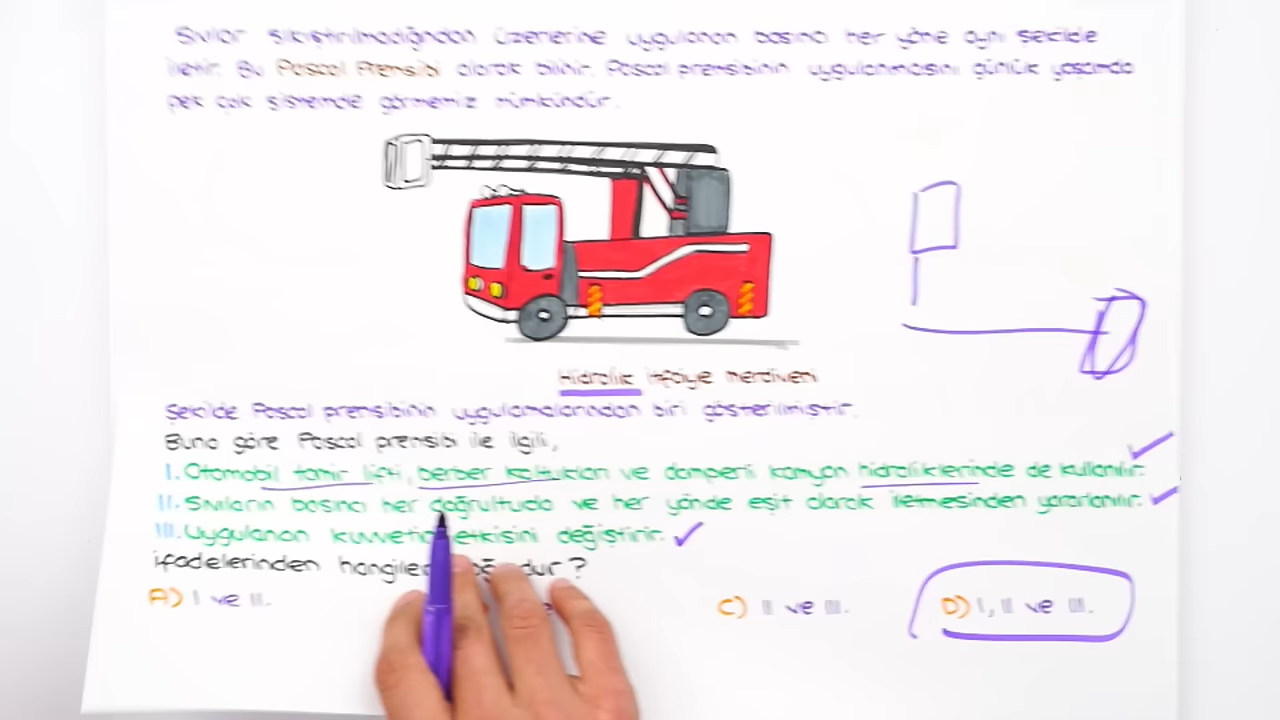 Sıvılar sıkıştırılmadığından üzerlerine uygulanan basıncı her yöne aynı şekilde
iletir. Bu Pascal Prensibi olarak bilinir. Pascal prensibinin uygulanmasını günlük yaşamda
pek çok sistemde görmemiz mümkündür.
Hidrolik itfaiye merdiveni
Şekilde Pascal prensibinin uygulamalarından biri gösterilmiştir.
Buna göre Pascal prensibi ile ilgili,
I. Otomobil tamir lifti, berber koltukları ve damperli kamyon hidroliklerinde de kullanılır.
II. Sıvıların basıncı her doğrultuda ve her yönde eşit olarak iletmesinden yararlanılır.
III. Uygulanan kuvvetin etkisini değiştirir.
ifadelerinden
A) I ve II.
C) II ve III.
D) I, II ve III.